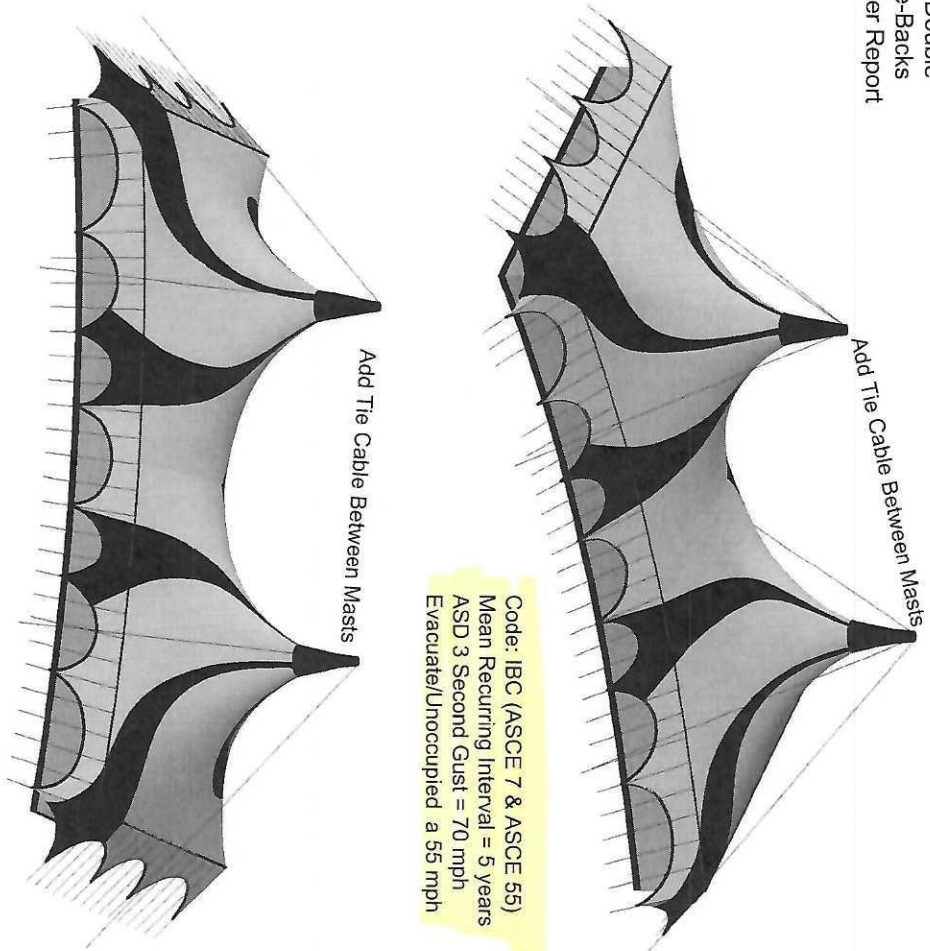 Double
e-Backs
er Report
Add Tie Cable Between Masts
Code: IBC (ASCE 7 & ASCE 55)
Mean Recurring Interval = 5 years
ASD 3 Second Gust = 70 mph
Evacuate/Unoccupied a 55 mph
Add Tie Cable Between Masts